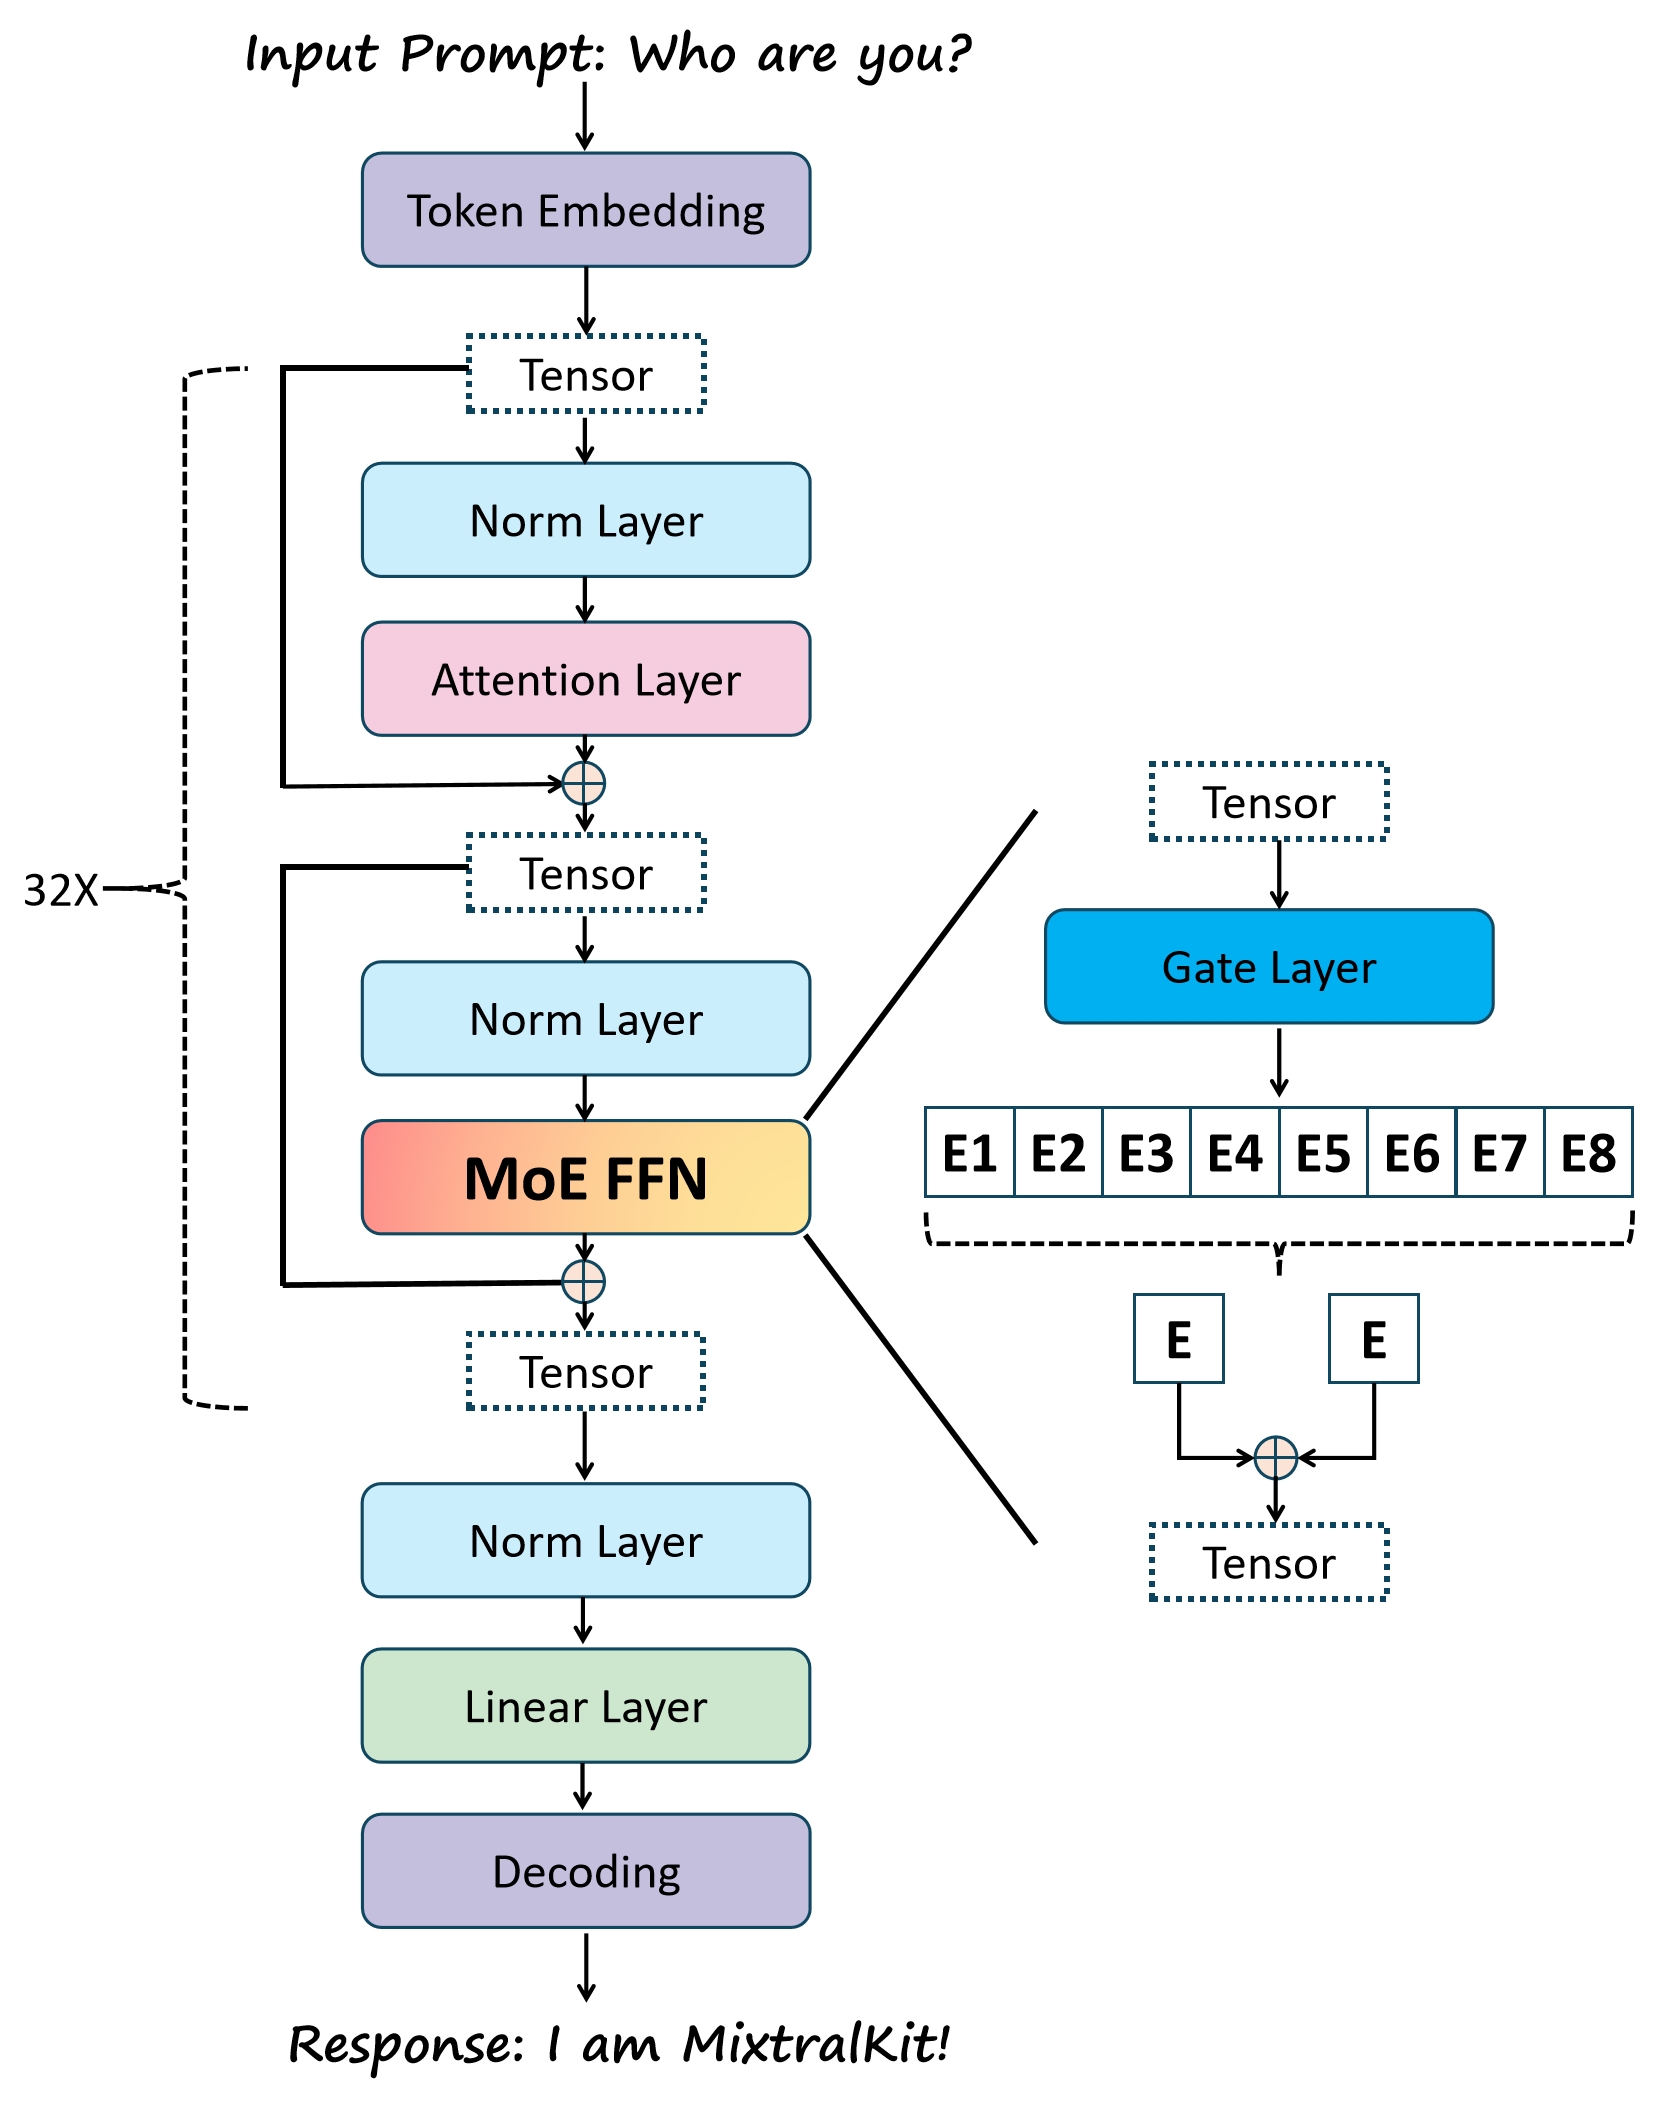 Input Prompt: Who are you?
Token Embedding
Tensor
Norm Layer
Attention Layer
32X
Tensor
Norm Layer
MoE FFN
Tensor
Norm Layer
Linear Layer
Decoding
Response: I am MixtralKit!
Tensor
Gate Layer
E1 E2 E3 E4 E5 E6 E7 E8
E E
Tensor